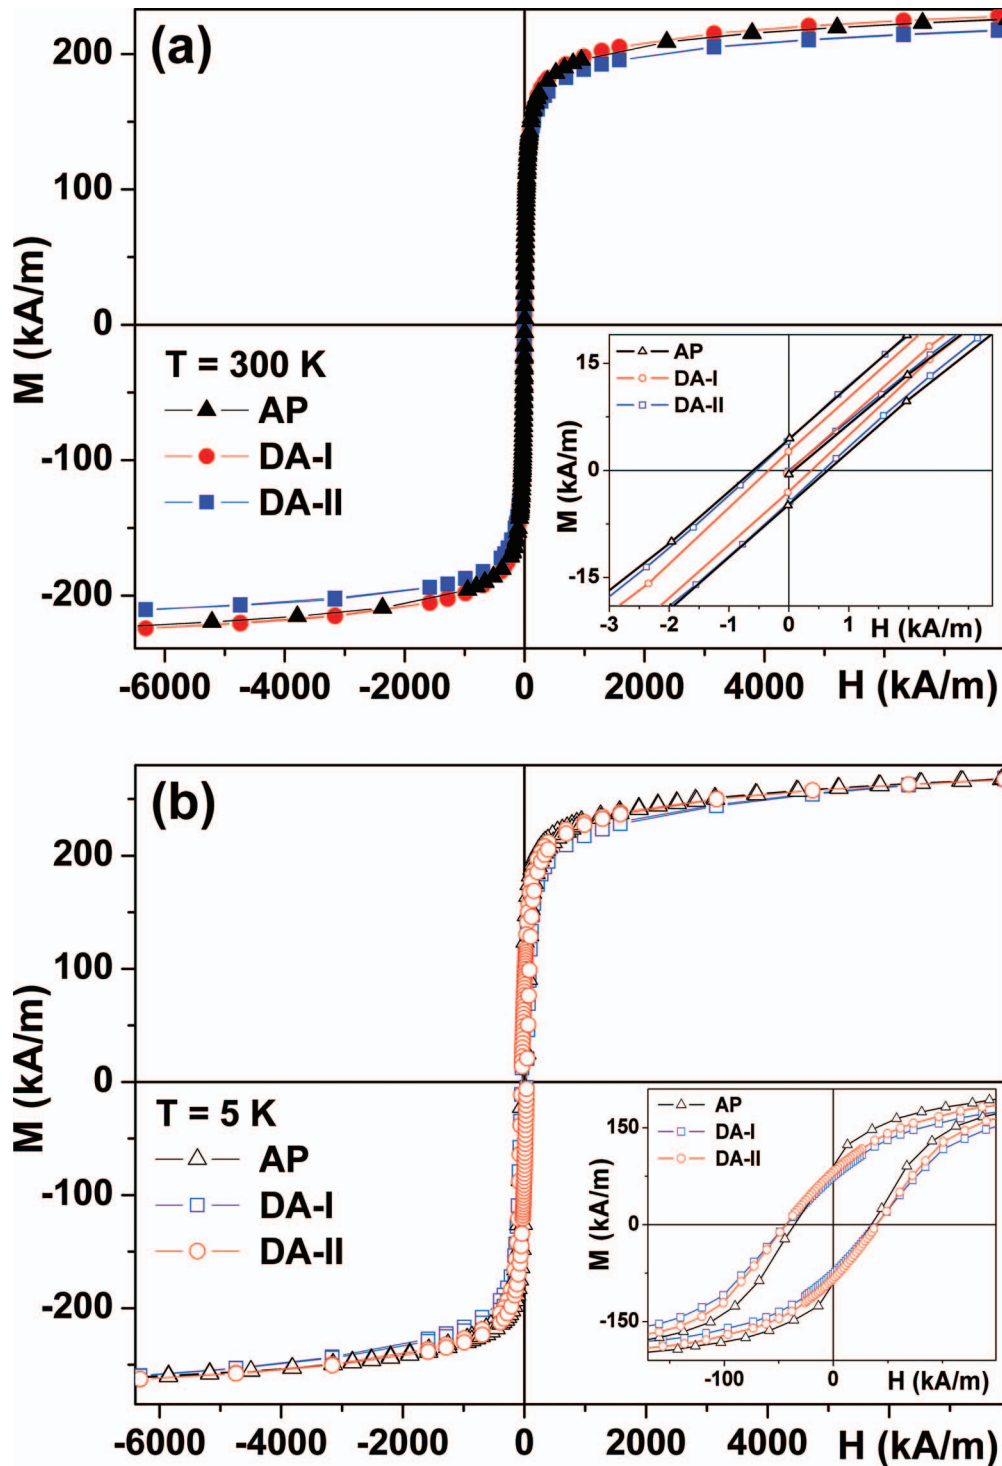 (a)
M (kA/m)
200
100
0
-100
-200
T = 300 K
AP
DA-I
DA-II
-6000 -4000 -2000 0 2000 4000 H (kA/m)
AP
DA-I
DA-II
M (kA/m)
15
0
-15
-3 -2 -1 0 1 H (kA/m)
(b)
M (kA/m)
200
100
0
-100
-200
T = 5 K
AP
DA-I
DA-II
-6000 -4000 -2000 0 2000 4000 H (kA/m)
AP
DA-I
DA-II
M (kA/m)
150
0
-150
-100 0 H (kA/m)